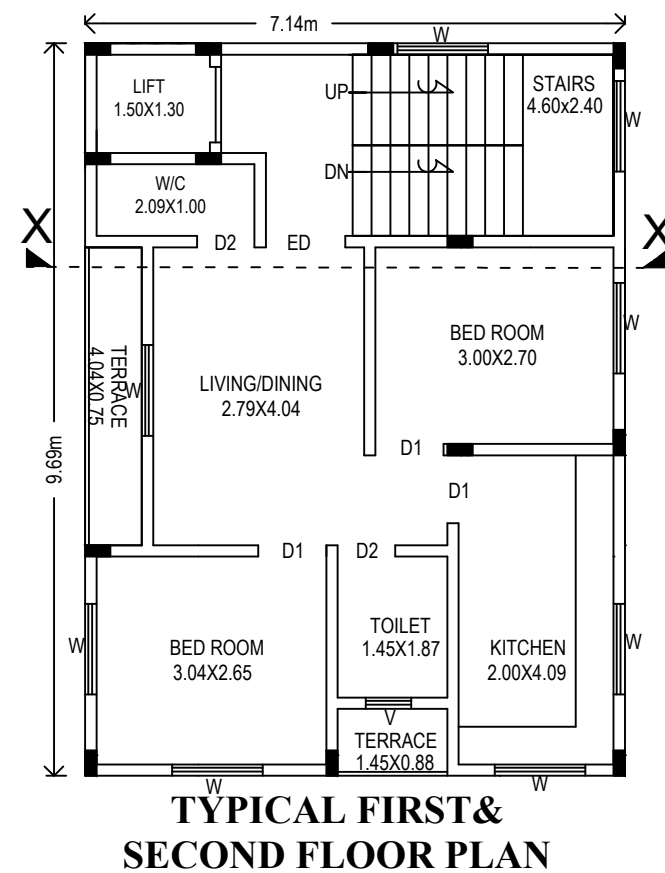 7.14m
W
LIFT
1.50X1.30
UP
STAIRS
4.60x2.40
W
DN
W/C
2.09X1.00
X
X
D2
ED
BED ROOM
3.00X2.70
W
TERRACE
4.04X0.75
W
LIVING/DINING
2.79X4.04
9.69m
D1
D1
D1
D2
TOILET
1.45X1.87
W
BED ROOM
3.04X2.65
KITCHEN
2.00X4.09
W
V
TERRACE
1.45X0.88
W
W
TYPICAL FIRST&
SECOND FLOOR PLAN